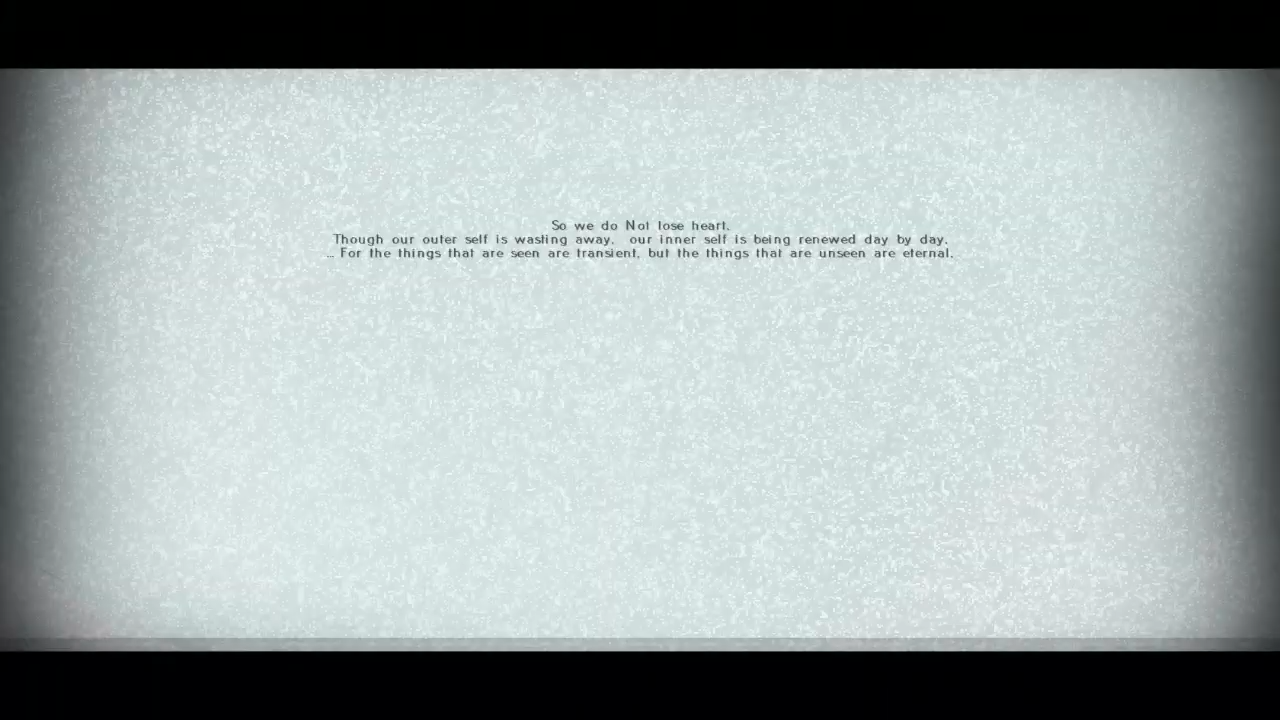 So we do Not lose heart.
Though our outer self is wasting away, our inner self is being renewed day by day.
... For the things that are seen are transient, but the things that are unseen are eternal.